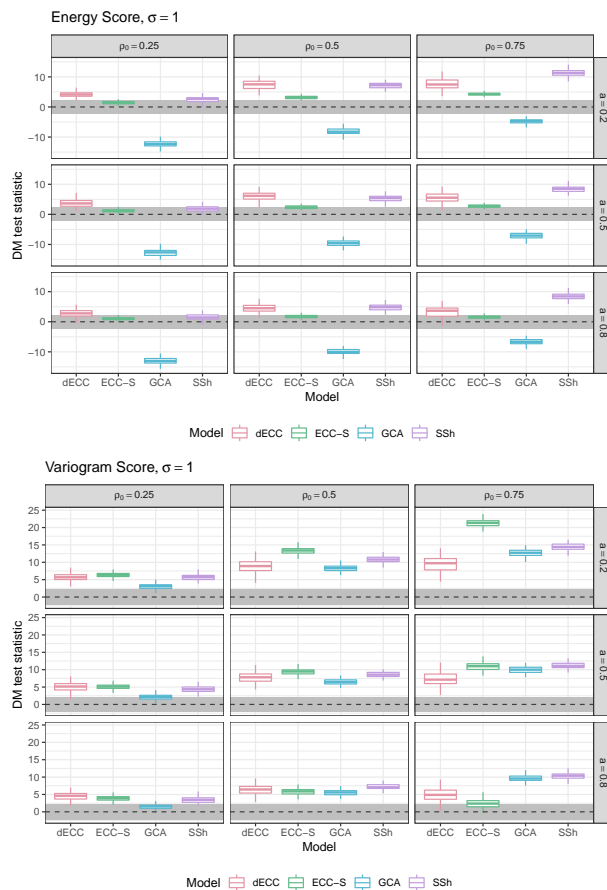 Energy Score, σ = 1
ρ₀ = 0.25 ρ₀ = 0.5 ρ₀ = 0.75
10
0
−10
a = 0.2
10
0
−10
a = 0.5
10
0
−10
a = 0.8
DM test statistic
dECC ECC−S GCA SSh dECC ECC−S GCA SSh dECC ECC−S GCA SSh
Model
Model dECC ECC−S GCA SSh
Variogram Score, σ = 1
ρ₀ = 0.25 ρ₀ = 0.5 ρ₀ = 0.75
25
20
15
10
5
0
a = 0.2
25
20
15
10
5
0
a = 0.5
25
20
15
10
5
0
a = 0.8
DM test statistic
dECC ECC−S GCA SSh dECC ECC−S GCA SSh dECC ECC−S GCA SSh
Model
Model dECC ECC−S GCA SSh